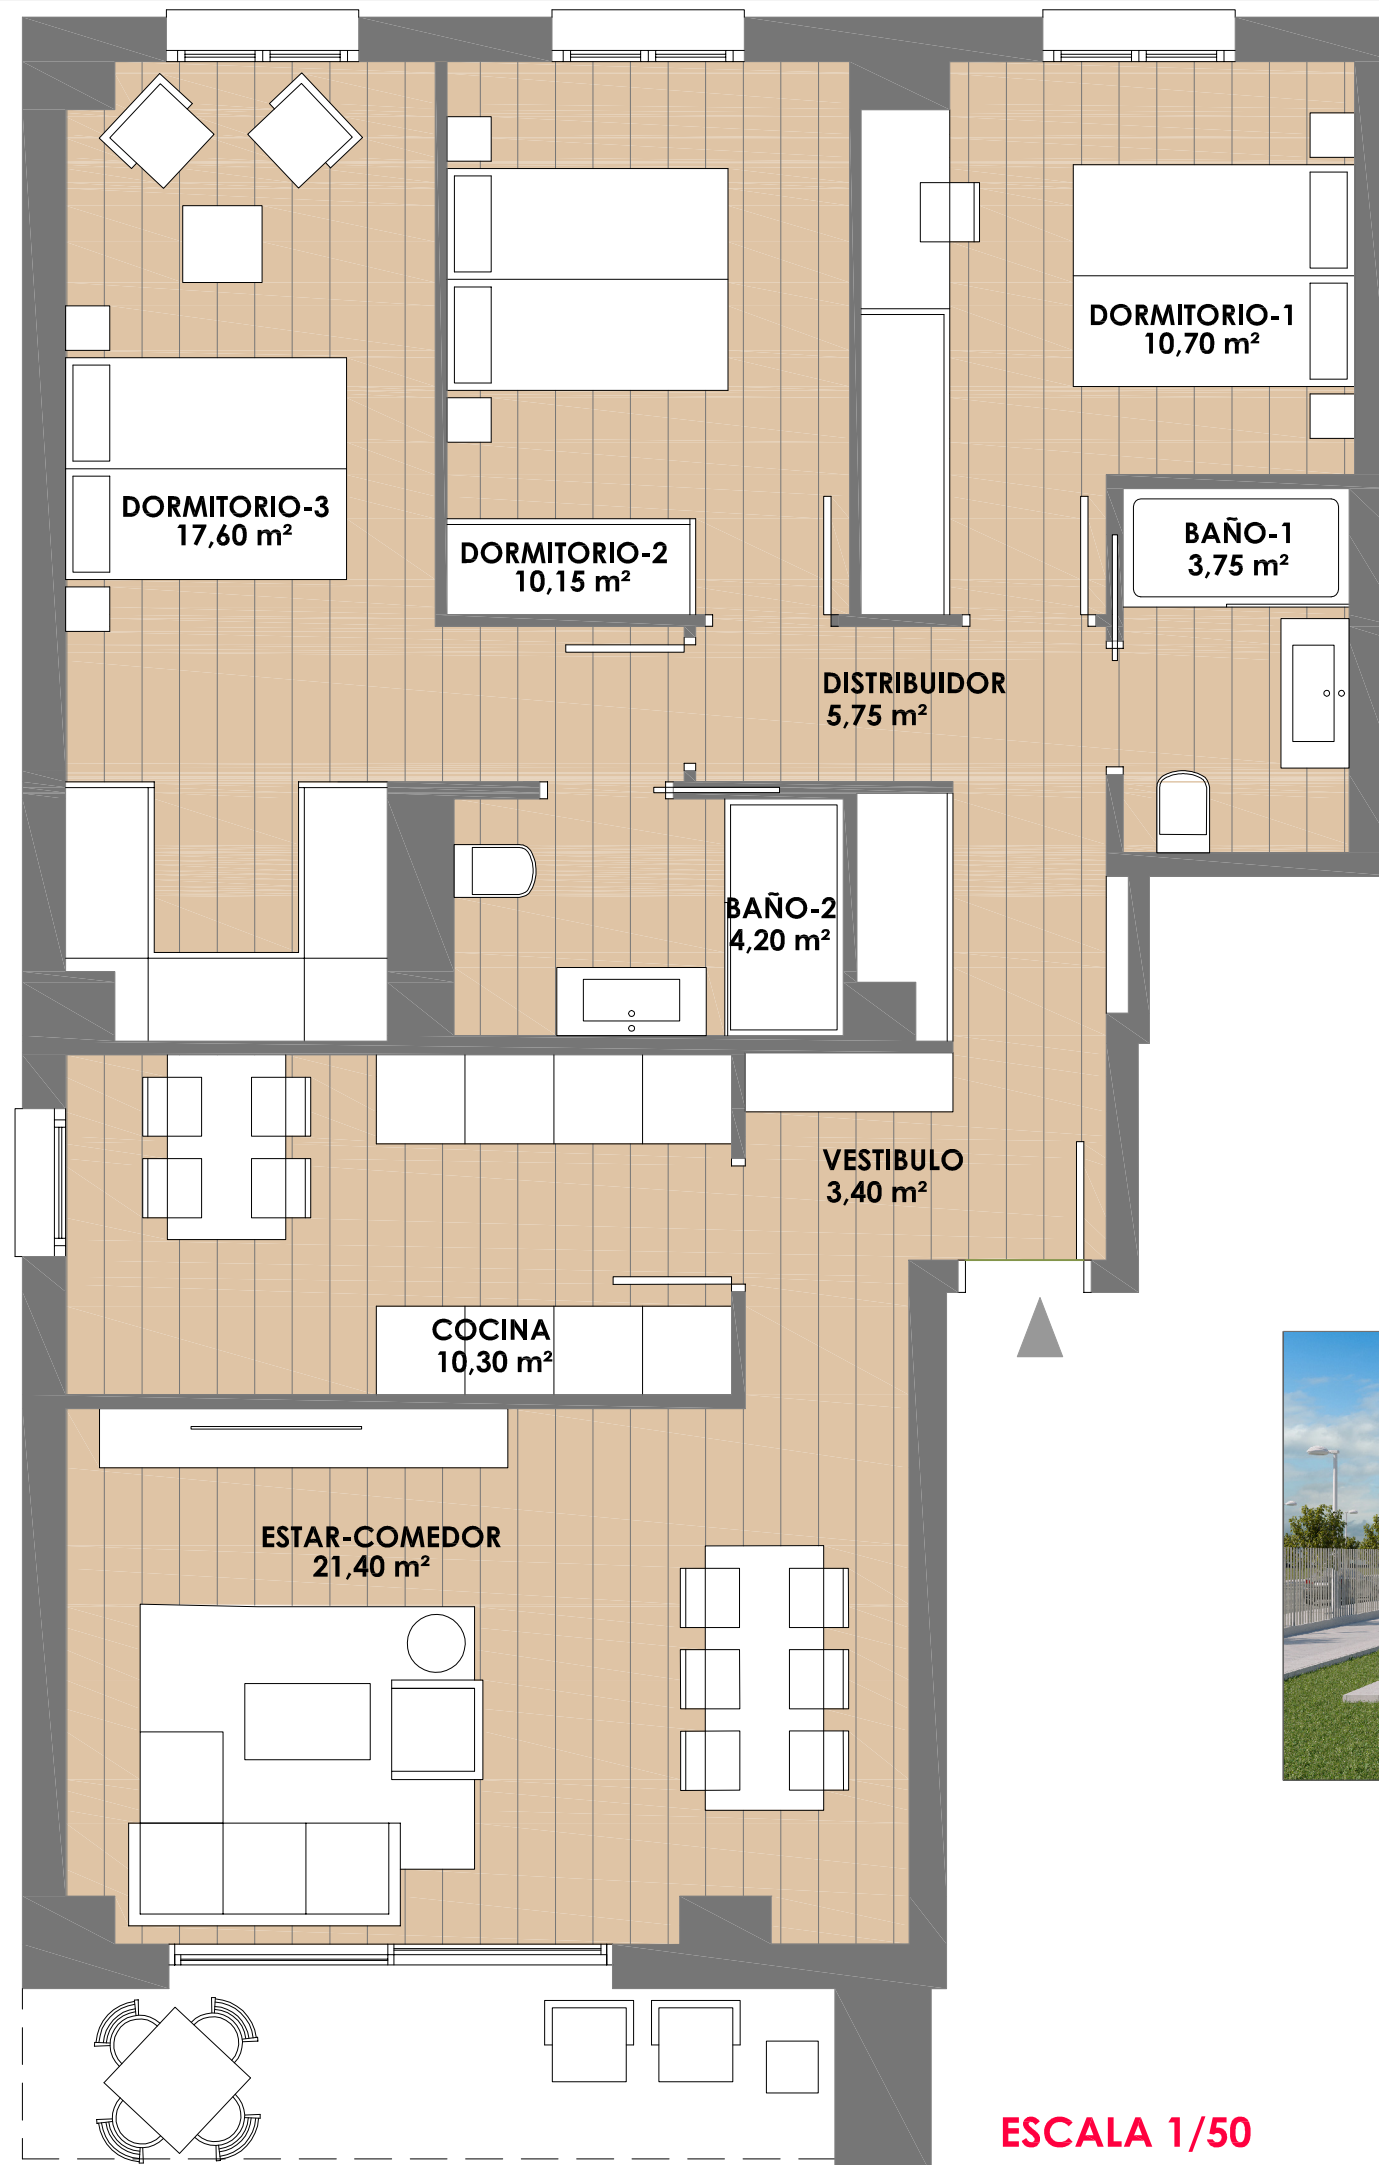 DORMITORIO-1
10,70 m²
DORMITORIO-3
17,60 m²
DORMITORIO-2
10,15 m²
BAÑO-1
3,75 m²
DISTRIBUIDOR
5,75 m²
BAÑO-2
4,20 m²
VESTIBULO
3,40 m²
COCINA
10,30 m²
ESTAR-COMEDOR
21,40 m²
ESCALA 1/50